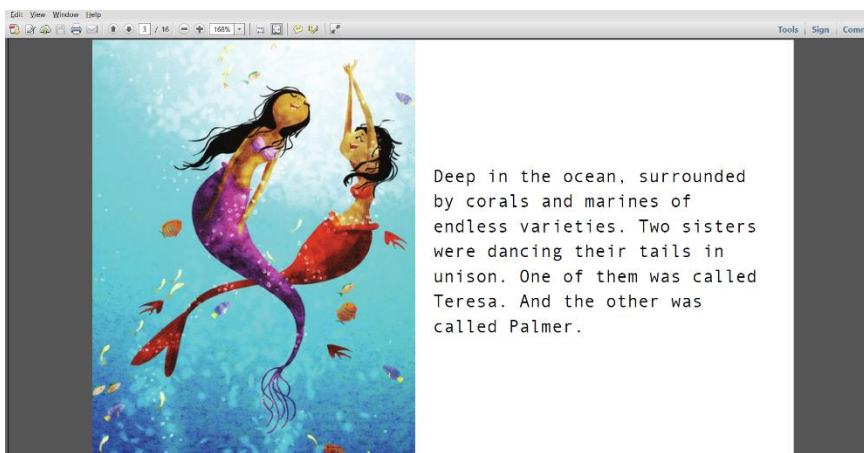 Edit View Window Help
3 / 16 168% Tools Sign Comm
Deep in the ocean, surrounded
by corals and marines of
endless varieties. Two sisters
were dancing their tails in
unison. One of them was called
Teresa. And the other was
called Palmer.